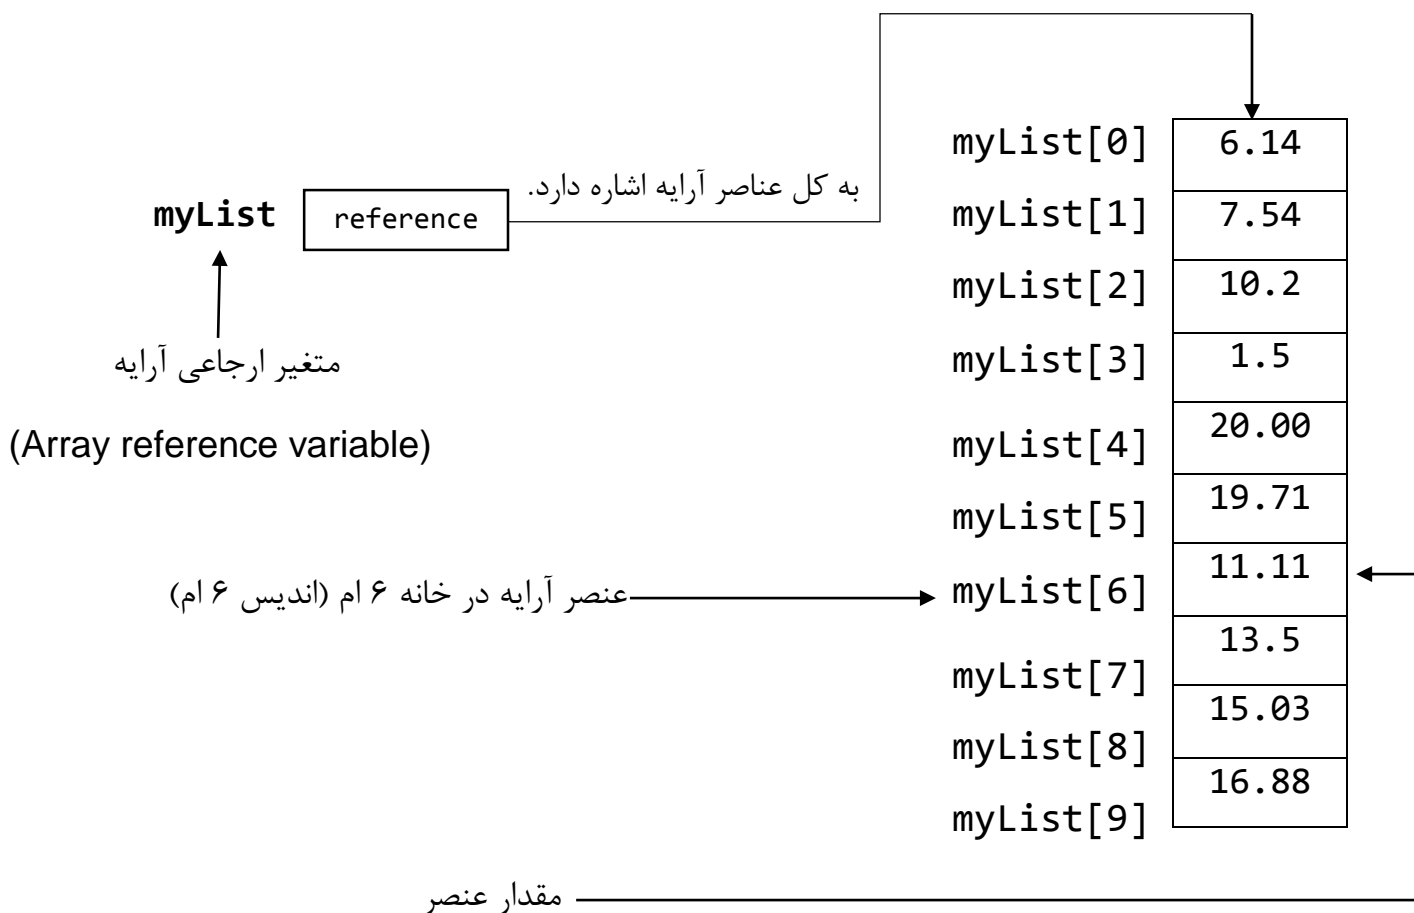 myList[0] 6.14
به کل عناصر آرایه اشاره دارد.
myList reference
myList[1] 7.54
myList[2] 10.2
متغیر ارجاعی آرایه
myList[3] 1.5
(Array reference variable)
myList[4] 20.00
myList[5] 19.71
عنصر آرایه در خانه ۶ ام (اندیس ۶ ام)
myList[6] 11.11
myList[7] 13.5
myList[8] 15.03
myList[9] 16.88
مقدار عنصر